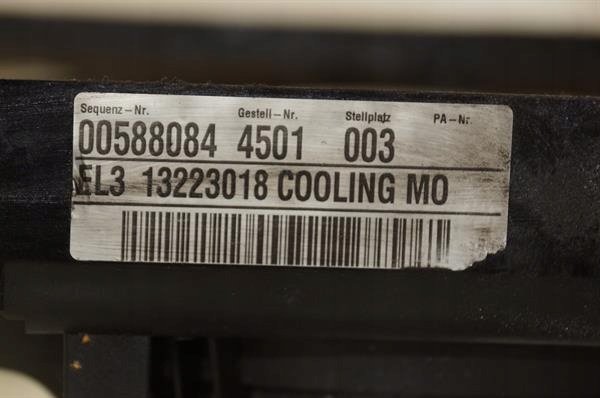 Sequenz-Nr. Gestell-Nr. Stellplatz PA-Nr.
00588084 4501 003
EL3 13223018 COOLING MO